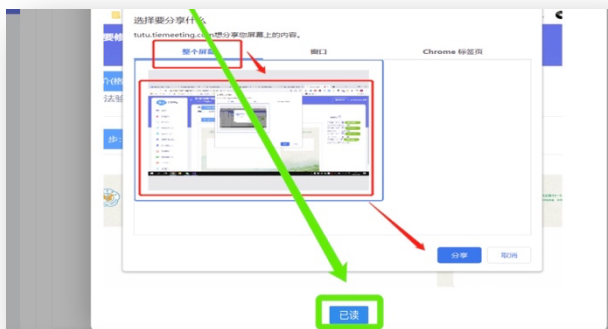 选择要分享什么
tutu.tiemeeting.com想分享您屏幕上的内容。
整个屏幕
窗口
Chrome 标签页
分享
取消
已读